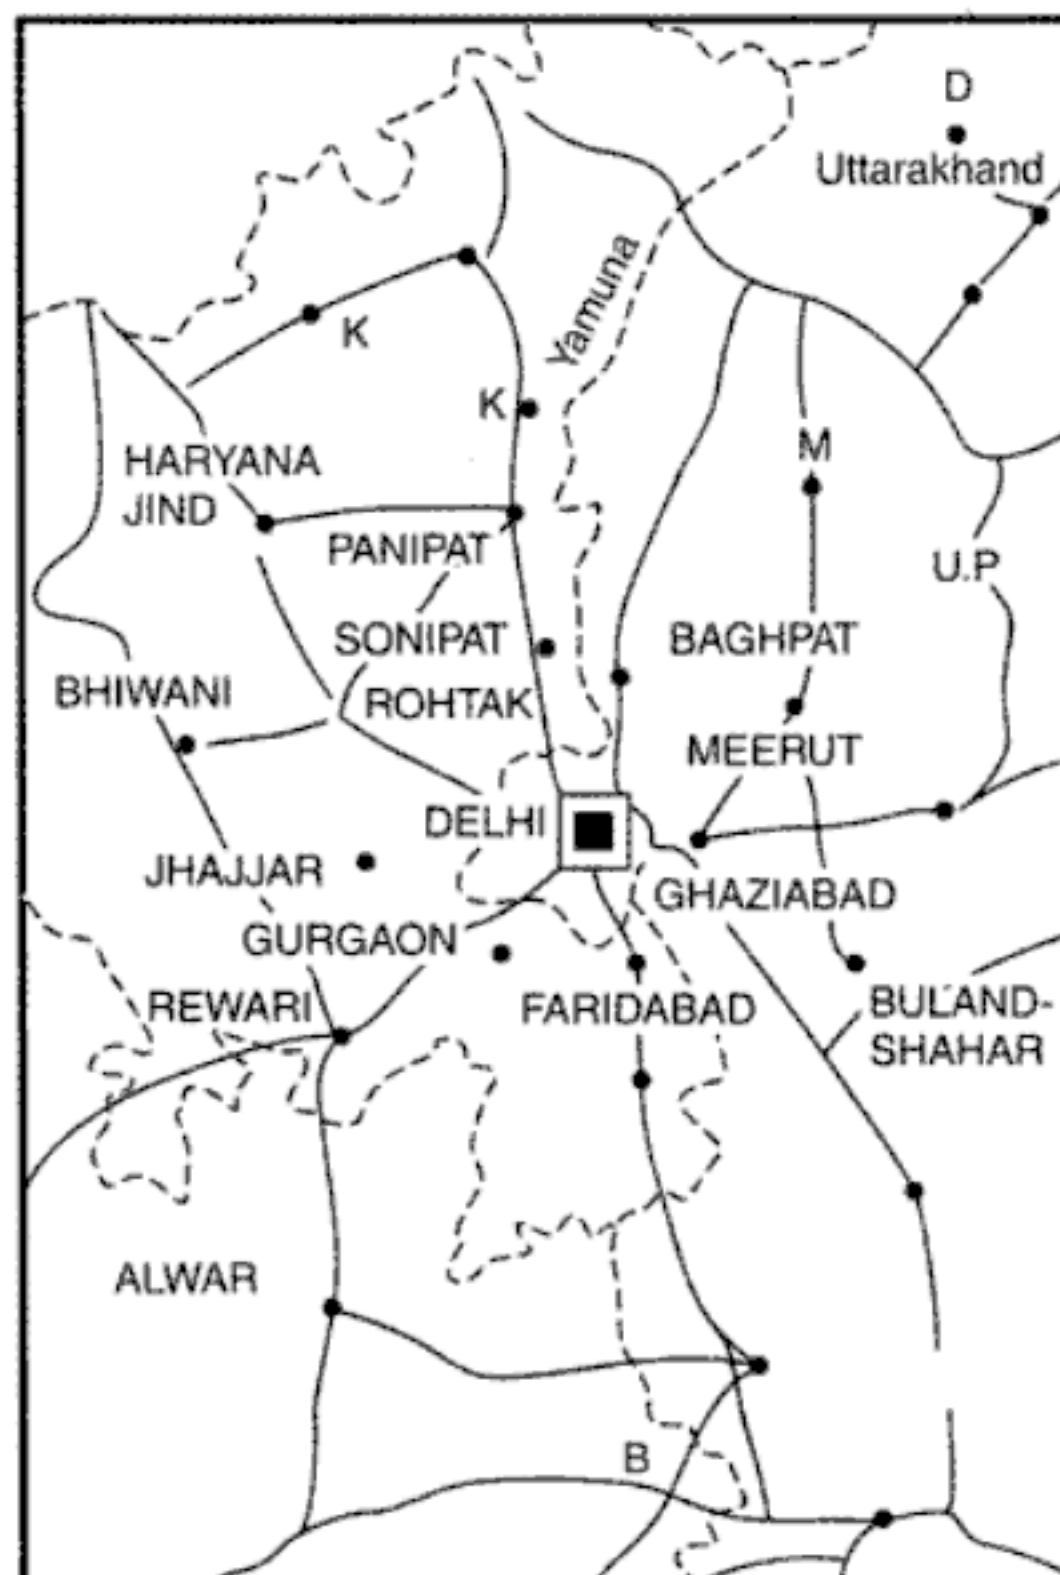 D
Uttarakhand
Yamuna
K
K
HARYANA
JIND
M
PANIPAT
U.P
SONIPAT
BAGHPAT
BHIWANI
ROHTAK
MEERUT
DELHI
JHAJJAR
GHAZIABAD
GURGAON
REWARI
FARIDABAD
BULAND-
SHAHAR
ALWAR
B